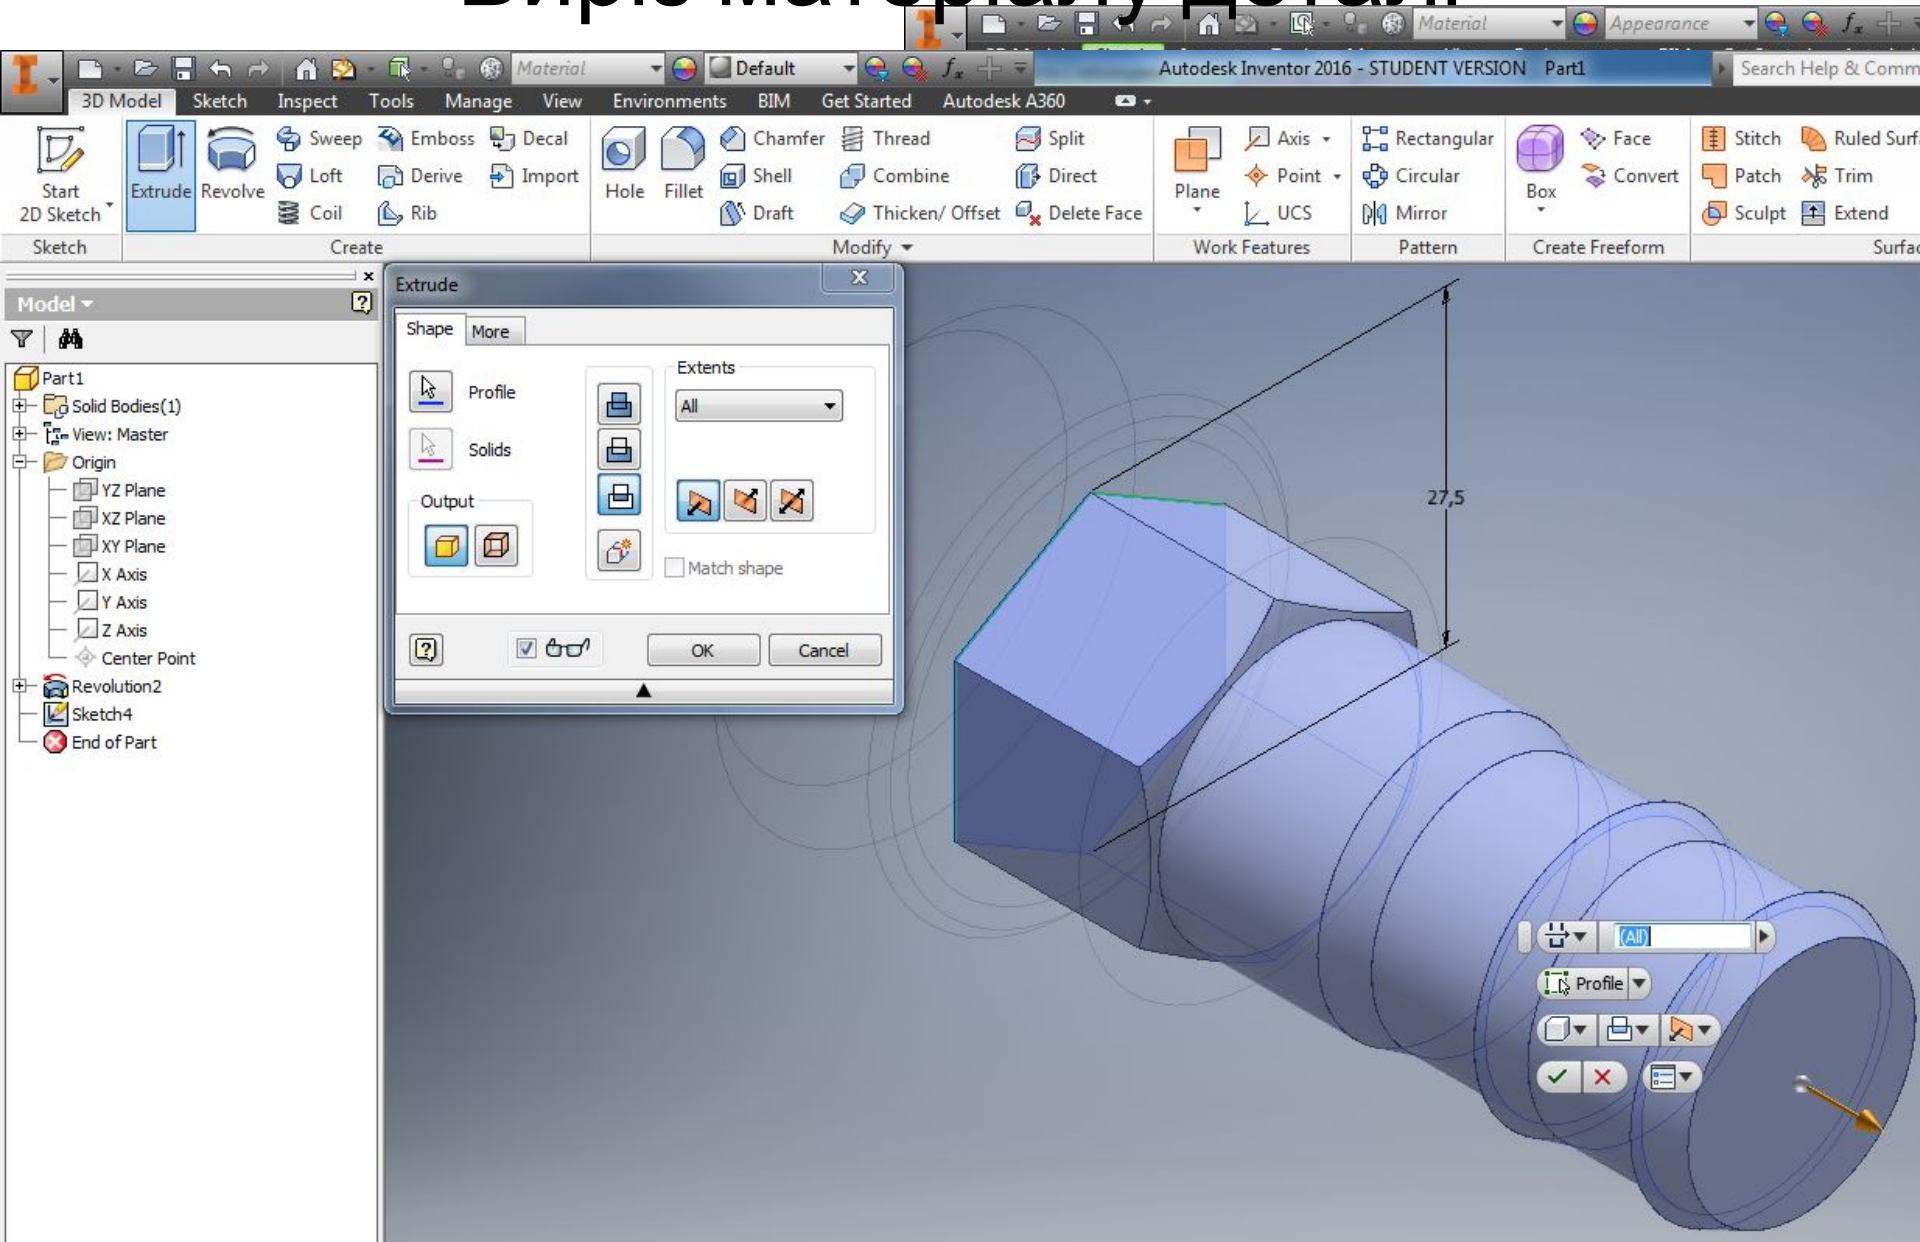 Виріз матеріалу деталі
Material Appearance
Material Default Autodesk Inventor 2016 - STUDENT VERSION Part1 Search Help & Comm
3D Model Sketch Inspect Tools Manage View Environments BIM Get Started Autodesk A360
Sweep Emboss Decal Chamfer Thread Split Axis Rectangular Face Stitch Ruled Surf
Start 2D Sketch Extrude Revolve Loft Derive Import Hole Fillet Shell Combine Direct Plane Point Circular Box Convert Patch Trim
Coil Rib Draft Thicken/ Offset Delete Face UCS Mirror Sculpt Extend
Sketch Create Modify Work Features Pattern Create Freeform Surfac
Model
Part1
Solid Bodies(1)
View: Master
Origin
YZ Plane
XZ Plane
XY Plane
X Axis
Y Axis
Z Axis
Center Point
Revolution2
Sketch4
End of Part
Extrude
Shape More
Profile
Solids
Output
Extents
All
Match shape
OK Cancel
27,5
(All)
Profile